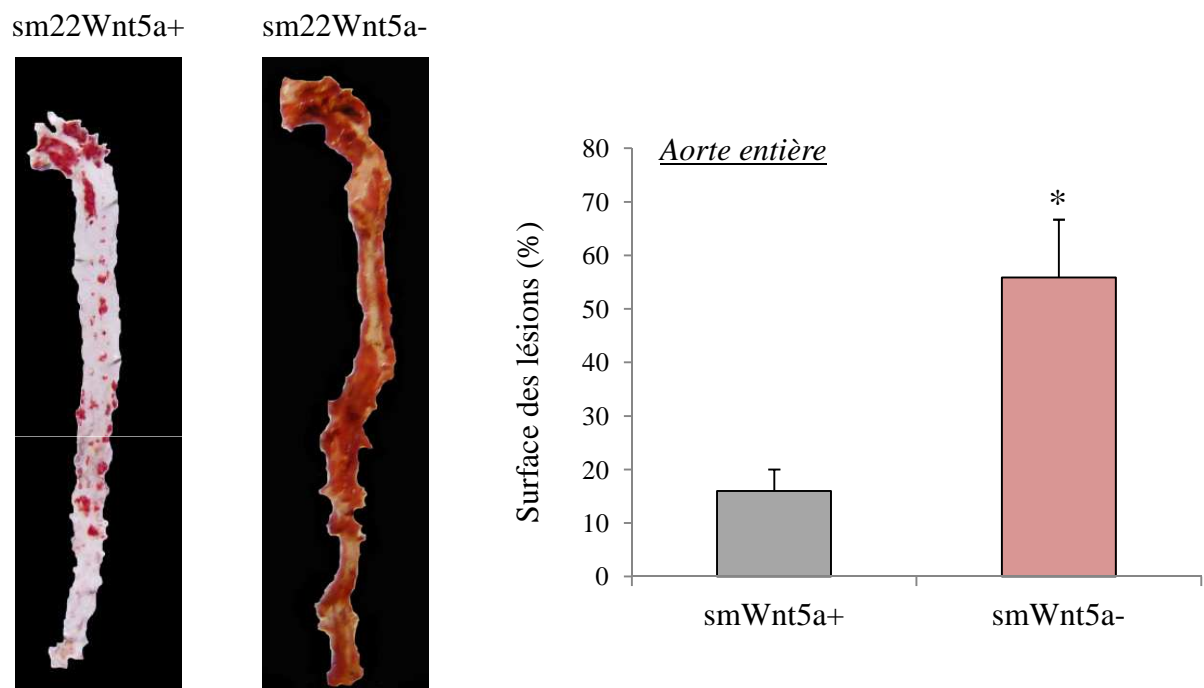 sm22Wnt5a+
sm22Wnt5a-
Aorte entière
Surface des lésions (%)
80
70
60
50
40
30
20
10
0
*
smWnt5a+
smWnt5a-